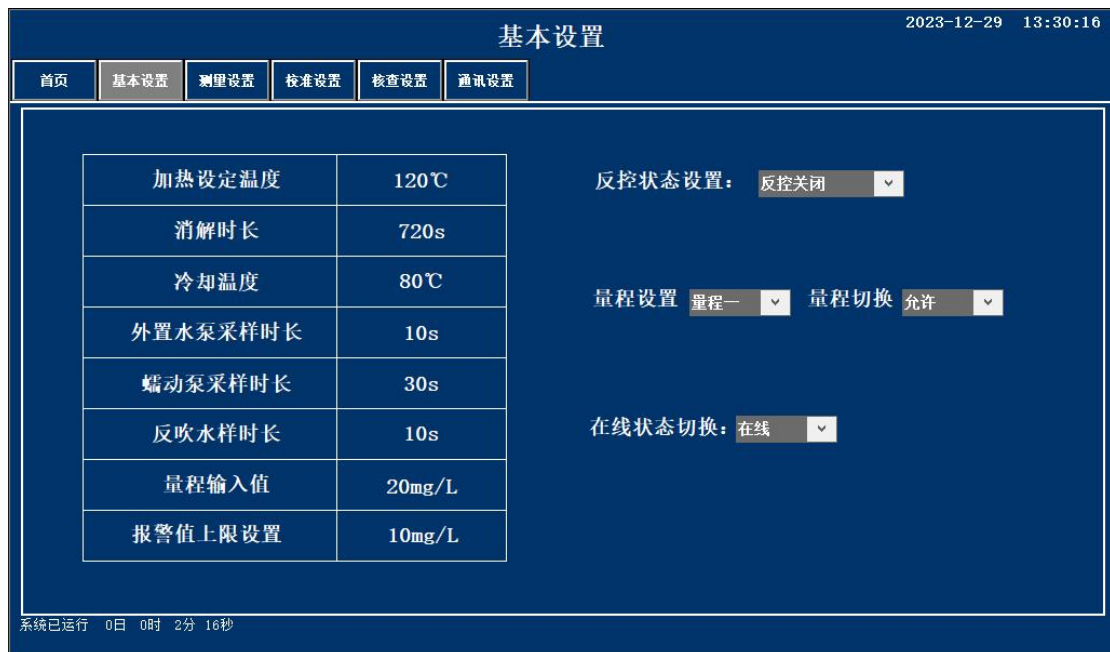 基本设置
2023-12-29 13:30:16
首页 基本设置 测量设置 校准设置 核查设置 通讯设置
加热设定温度 120℃
消解时长 720s
冷却温度 80℃
外置水泵采样时长 10s
蠕动泵采样时长 30s
反吹水样时长 10s
量程输入值 20mg/L
报警值上限设置 10mg/L
反控状态设置： 反控关闭
量程设置 量程一 量程切换 允许
在线状态切换：在线
系统已运行 0日 0时 2分 16秒